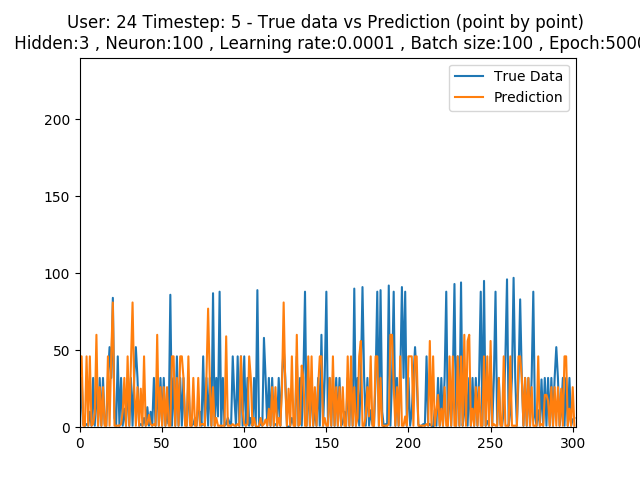 User: 24 Timestep: 5 - True data vs Prediction (point by point)
Hidden:3 , Neuron:100 , Learning rate:0.0001 , Batch size:100 , Epoch:5000
True Data
Prediction
200
150
100
50
0
0 50 100 150 200 250 300